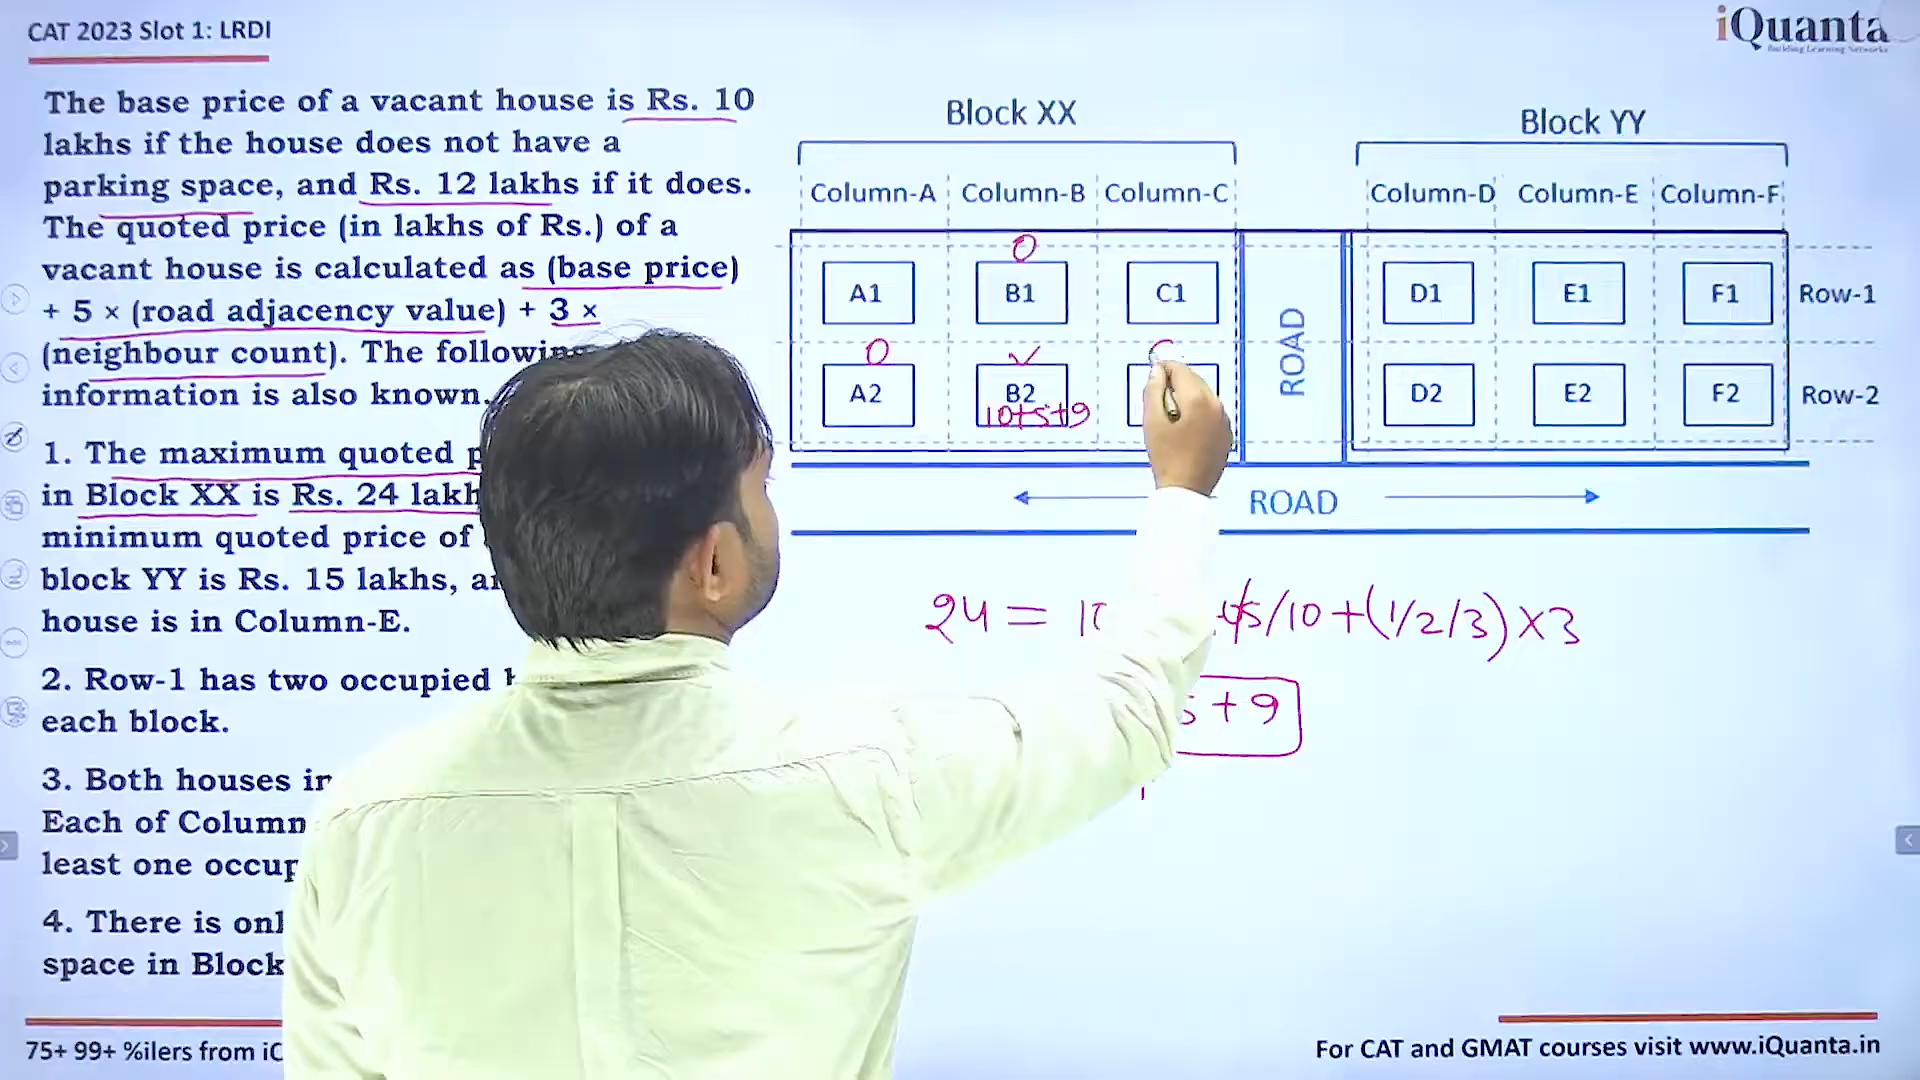 CAT 2023 Slot 1: LRDI
iQuanta
Building Learning Networks
The base price of a vacant house is Rs. 10
lakhs if the house does not have a
parking space, and Rs. 12 lakhs if it does.
The quoted price (in lakhs of Rs.) of a
vacant house is calculated as (base price)
+ 5 × (road adjacency value) + 3 ×
(neighbour count). The following
information is also known.
1. The maximum quoted
in Block XX is Rs. 24
minimum quoted price of
block YY is Rs. 15 lakhs,
house is in Column-E.
2. Row-1 has two occupied
each block.
3. Both houses in
Each of Column
least one
4. There is
space in Block
Block XX
Block YY
Column-A Column-B Column-C
Column-D Column-E Column-F
O
A1 B1 C1
D1 E1 F1 Row-1
O ✓
A2 B2
D2 E2 F2 Row-2
10+5+9
ROAD
ROAD
24 = /10 + (1/2/3) × 3
+ 9
75+ 99+ %ilers from
For CAT and GMAT courses visit www.iQuanta.in